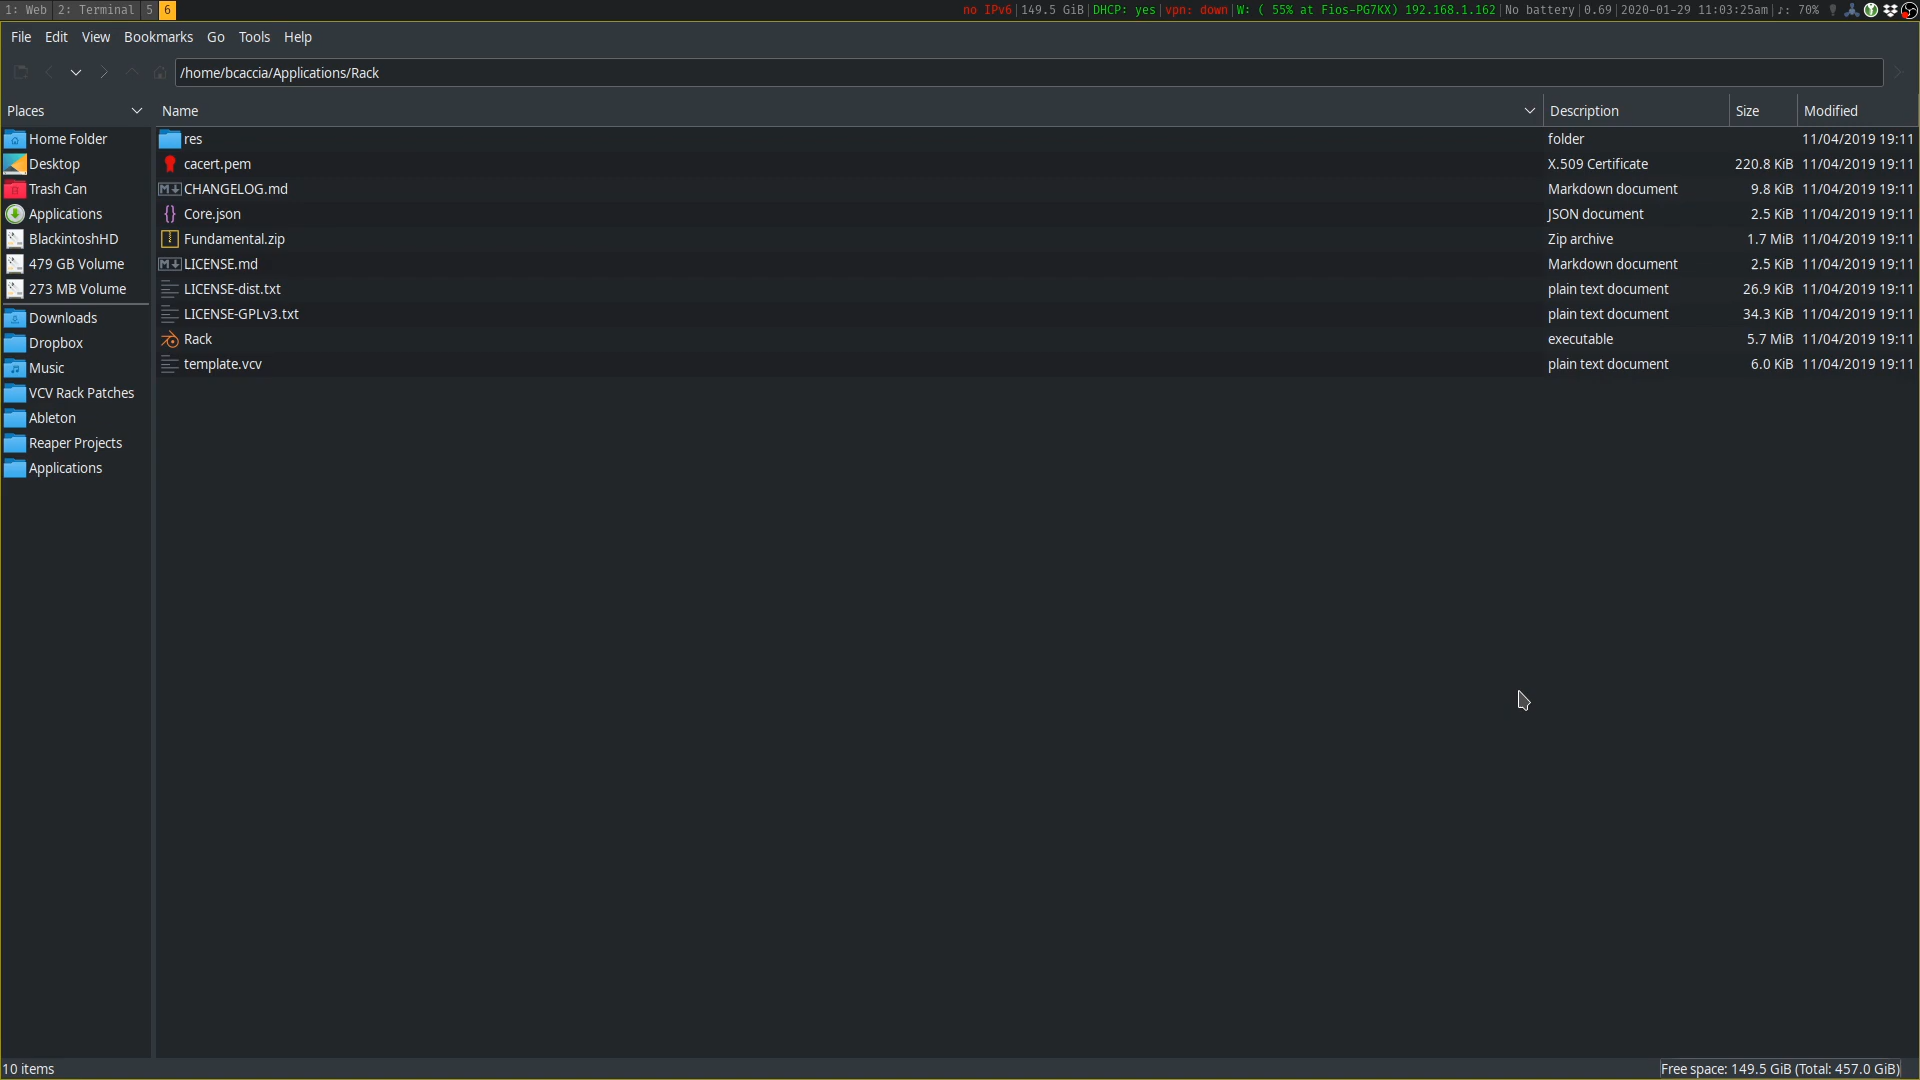 1: Web 2: Terminal 5 6 no IPv6|149.5 GiB|DHCP: yes|vpn: down|W: ( 55% at Fios-PG7KX) 192.168.1.162|No battery|0.69|2020-01-29 11:03:25am|♪: 70%
File Edit View Bookmarks Go Tools Help
/home/bcaccia/Applications/Rack
Places Name Description Size Modified
Home Folder
Desktop
Trash Can
Applications
BlackintoshHD
479 GB Volume
273 MB Volume
Downloads
Dropbox
Music
VCV Rack Patches
Ableton
Reaper Projects
Applications
res folder 11/04/2019 19:11
cacert.pem X.509 Certificate 220.8 KiB 11/04/2019 19:11
M CHANGELOG.md Markdown document 9.8 KiB 11/04/2019 19:11
{} Core.json JSON document 2.5 KiB 11/04/2019 19:11
Fundamental.zip Zip archive 1.7 MiB 11/04/2019 19:11
M LICENSE.md Markdown document 2.5 KiB 11/04/2019 19:11
LICENSE-dist.txt plain text document 26.9 KiB 11/04/2019 19:11
LICENSE-GPLv3.txt plain text document 34.3 KiB 11/04/2019 19:11
Rack executable 5.7 MiB 11/04/2019 19:11
template.vcv plain text document 6.0 KiB 11/04/2019 19:11
10 items Free space: 149.5 GiB (Total: 457.0 GiB)